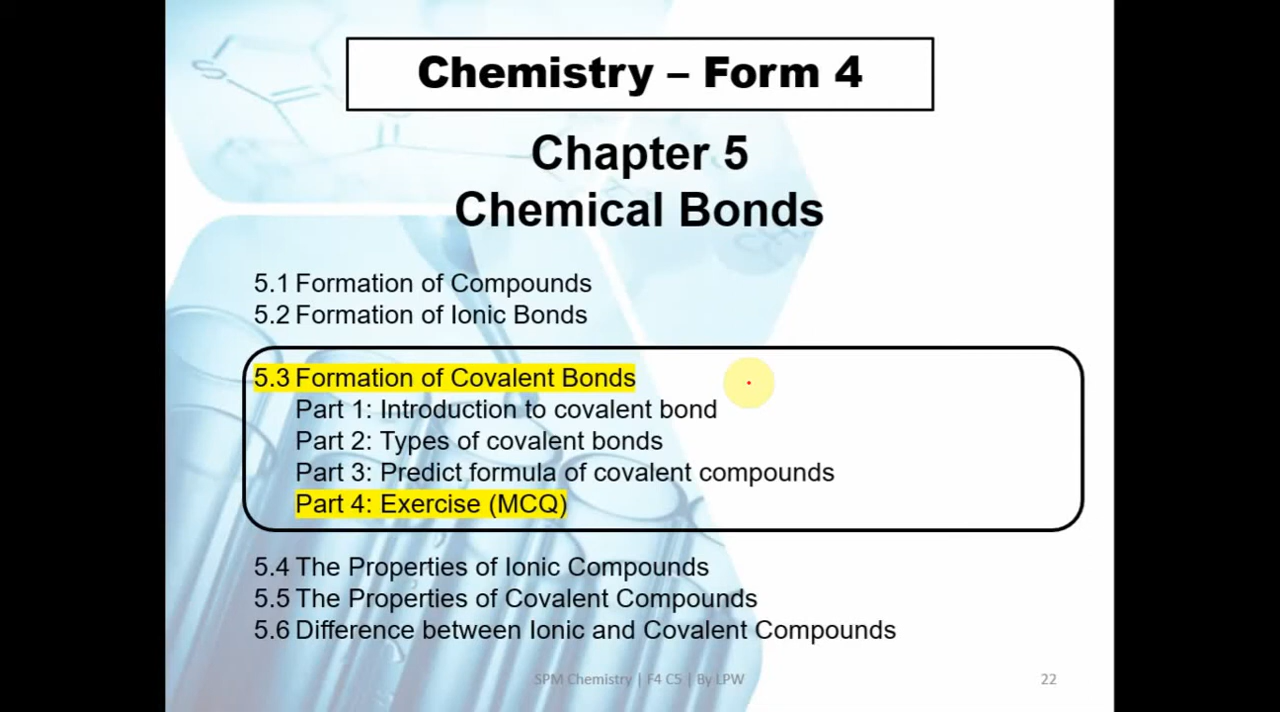 Chemistry – Form 4
Chapter 5
Chemical Bonds
5.1 Formation of Compounds
5.2 Formation of Ionic Bonds
5.3 Formation of Covalent Bonds
Part 1: Introduction to covalent bond
Part 2: Types of covalent bonds
Part 3: Predict formula of covalent compounds
Part 4: Exercise (MCQ)
5.4 The Properties of Ionic Compounds
5.5 The Properties of Covalent Compounds
5.6 Difference between Ionic and Covalent Compounds
SPM Chemistry | F4 C5 | By LPW
22